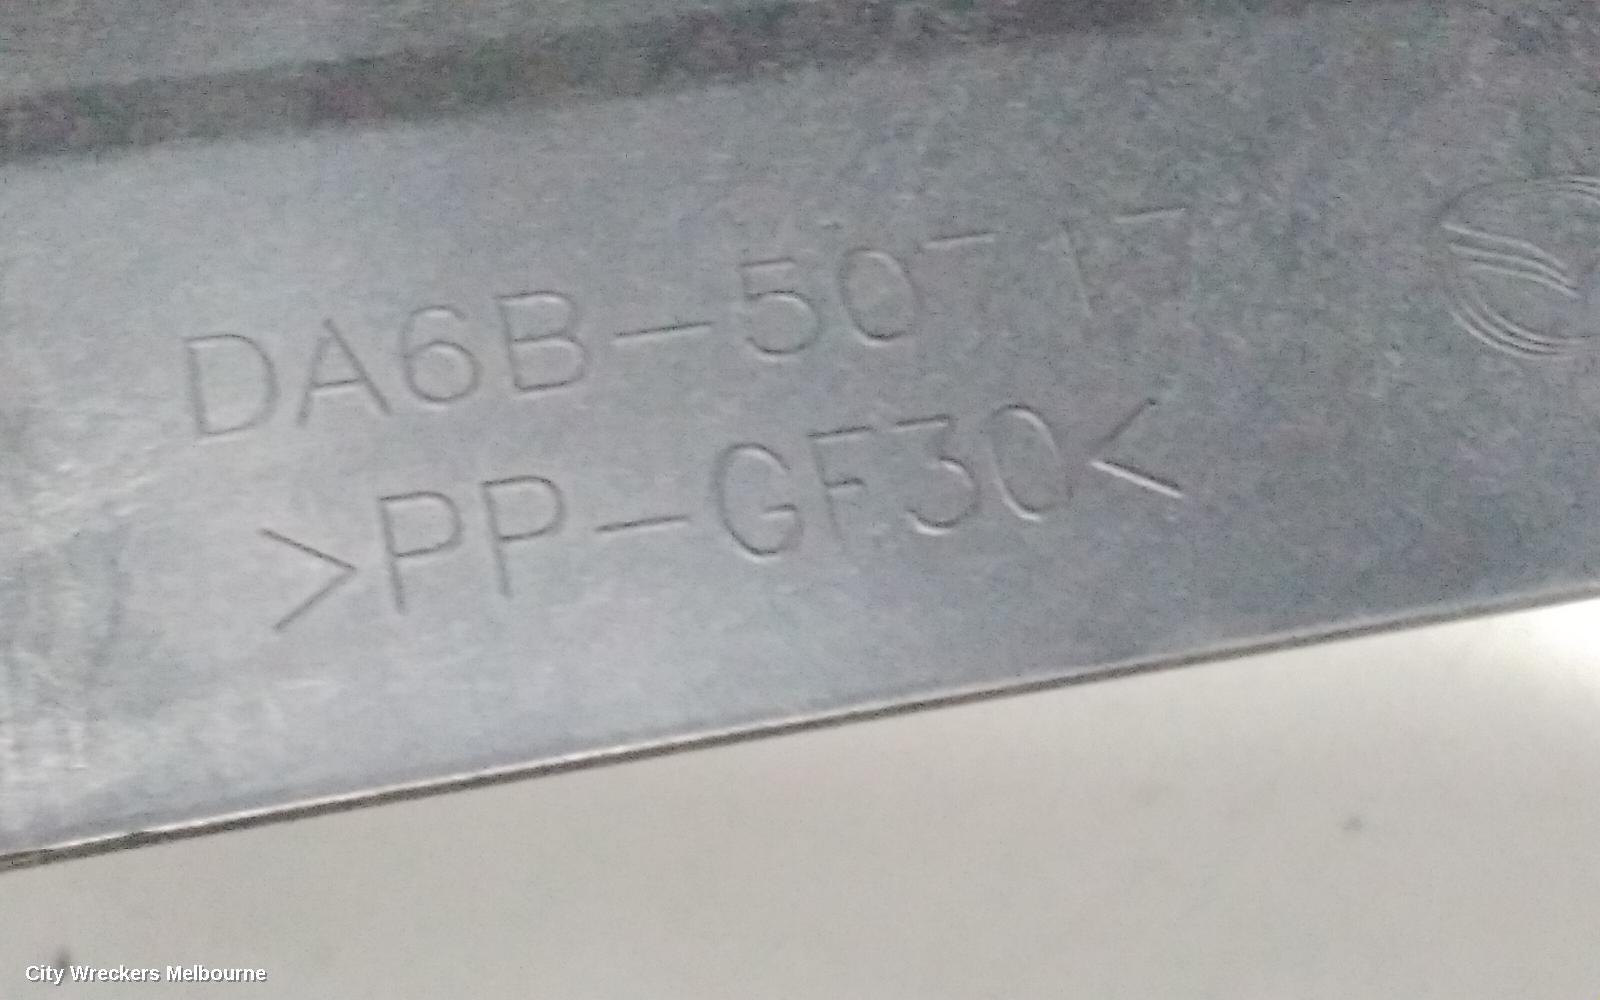 DA6B-50717
>PP-GF30<
City Wreckers Melbourne